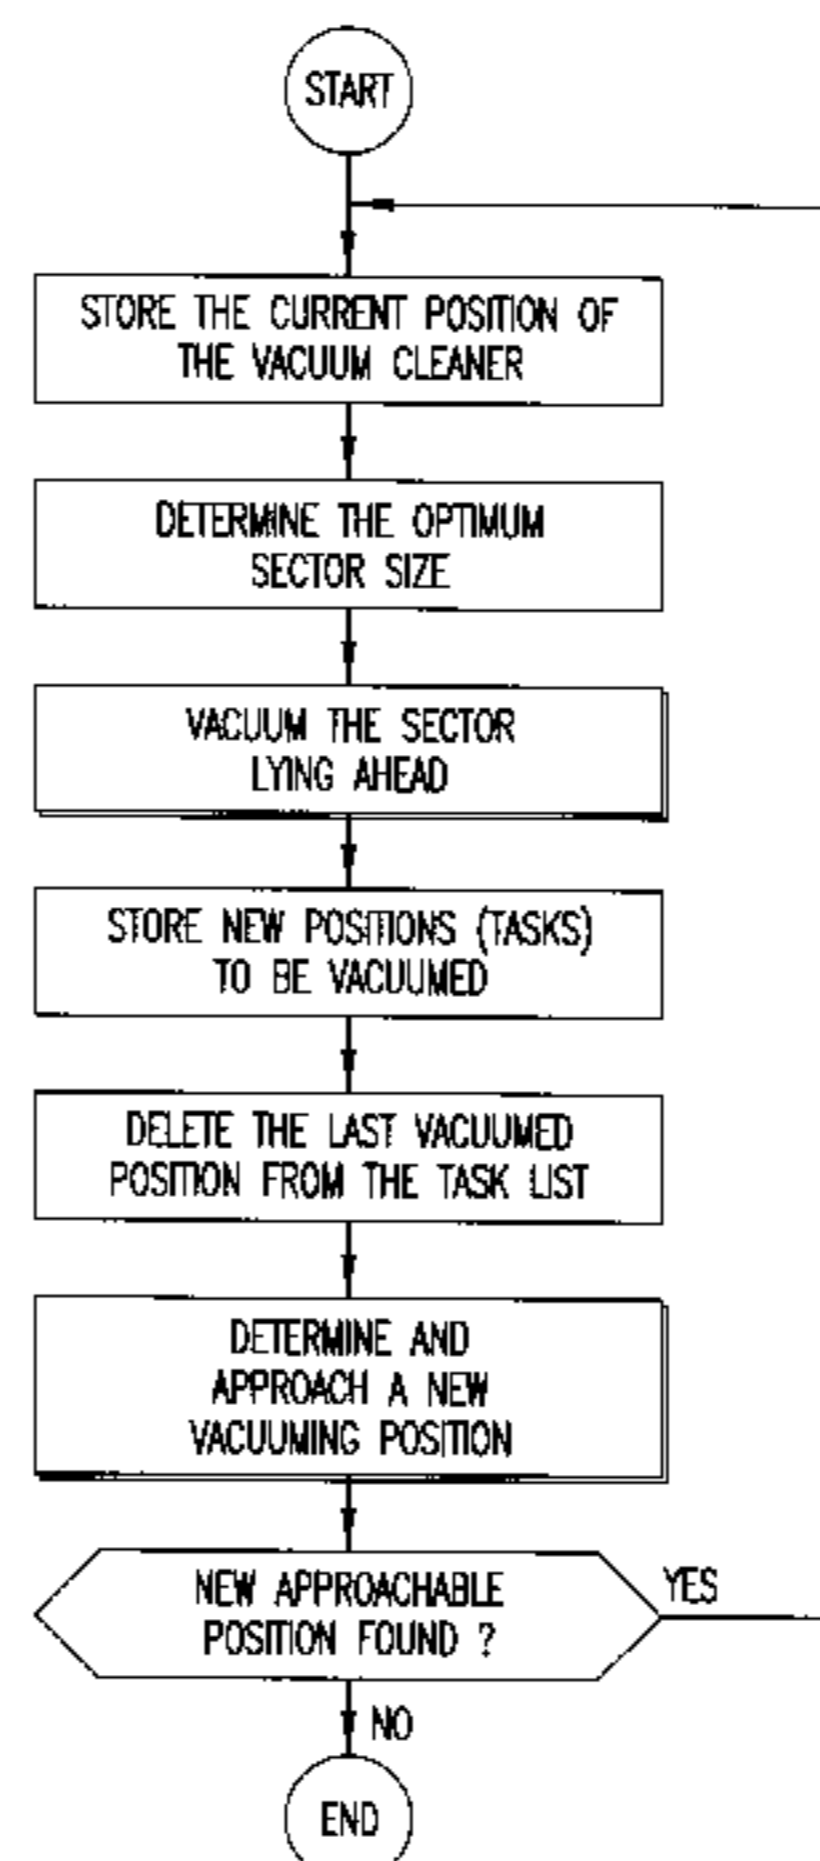 START
STORE THE CURRENT POSITION OF
THE VACUUM CLEANER
DETERMINE THE OPTIMUM
SECTOR SIZE
VACUUM THE SECTOR
LYING AHEAD
STORE NEW POSITIONS (TASKS)
TO BE VACUUMED
DELETE THE LAST VACUUMED
POSITION FROM THE TASK LIST
DETERMINE AND
APPROACH A NEW
VACUUMING POSITION
NEW APPROACHABLE
POSITION FOUND ?
YES
NO
END